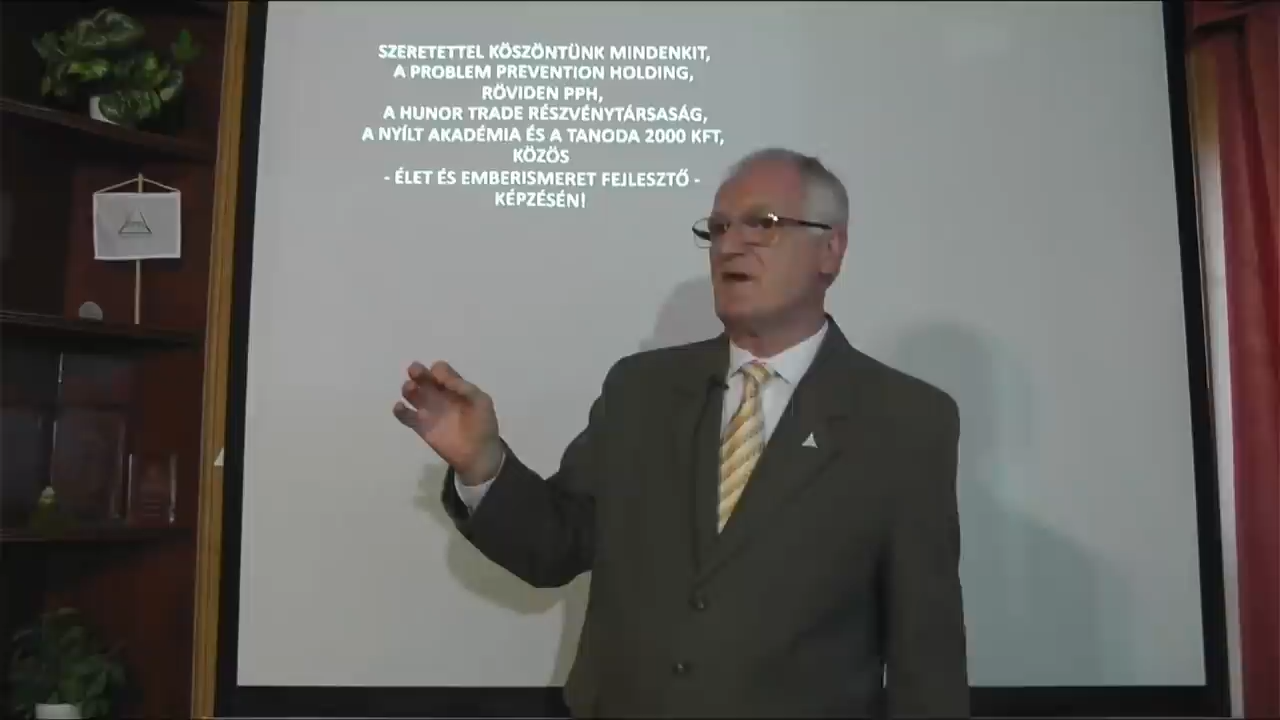 SZERETETTEL KÖSZÖNTÜNK MINDENKIT,
A PROBLEM PREVENTION HOLDING,
RÖVIDEN PPH,
A HUNOR TRADE RÉSZVÉNYTÁRSASÁG,
A NYÍLT AKADÉMIA ÉS A TANODA 2000 KFT,
KÖZÖS
- ÉLET ÉS EMBERISMERET FEJLESZTŐ -
KÉPZÉSÉN!